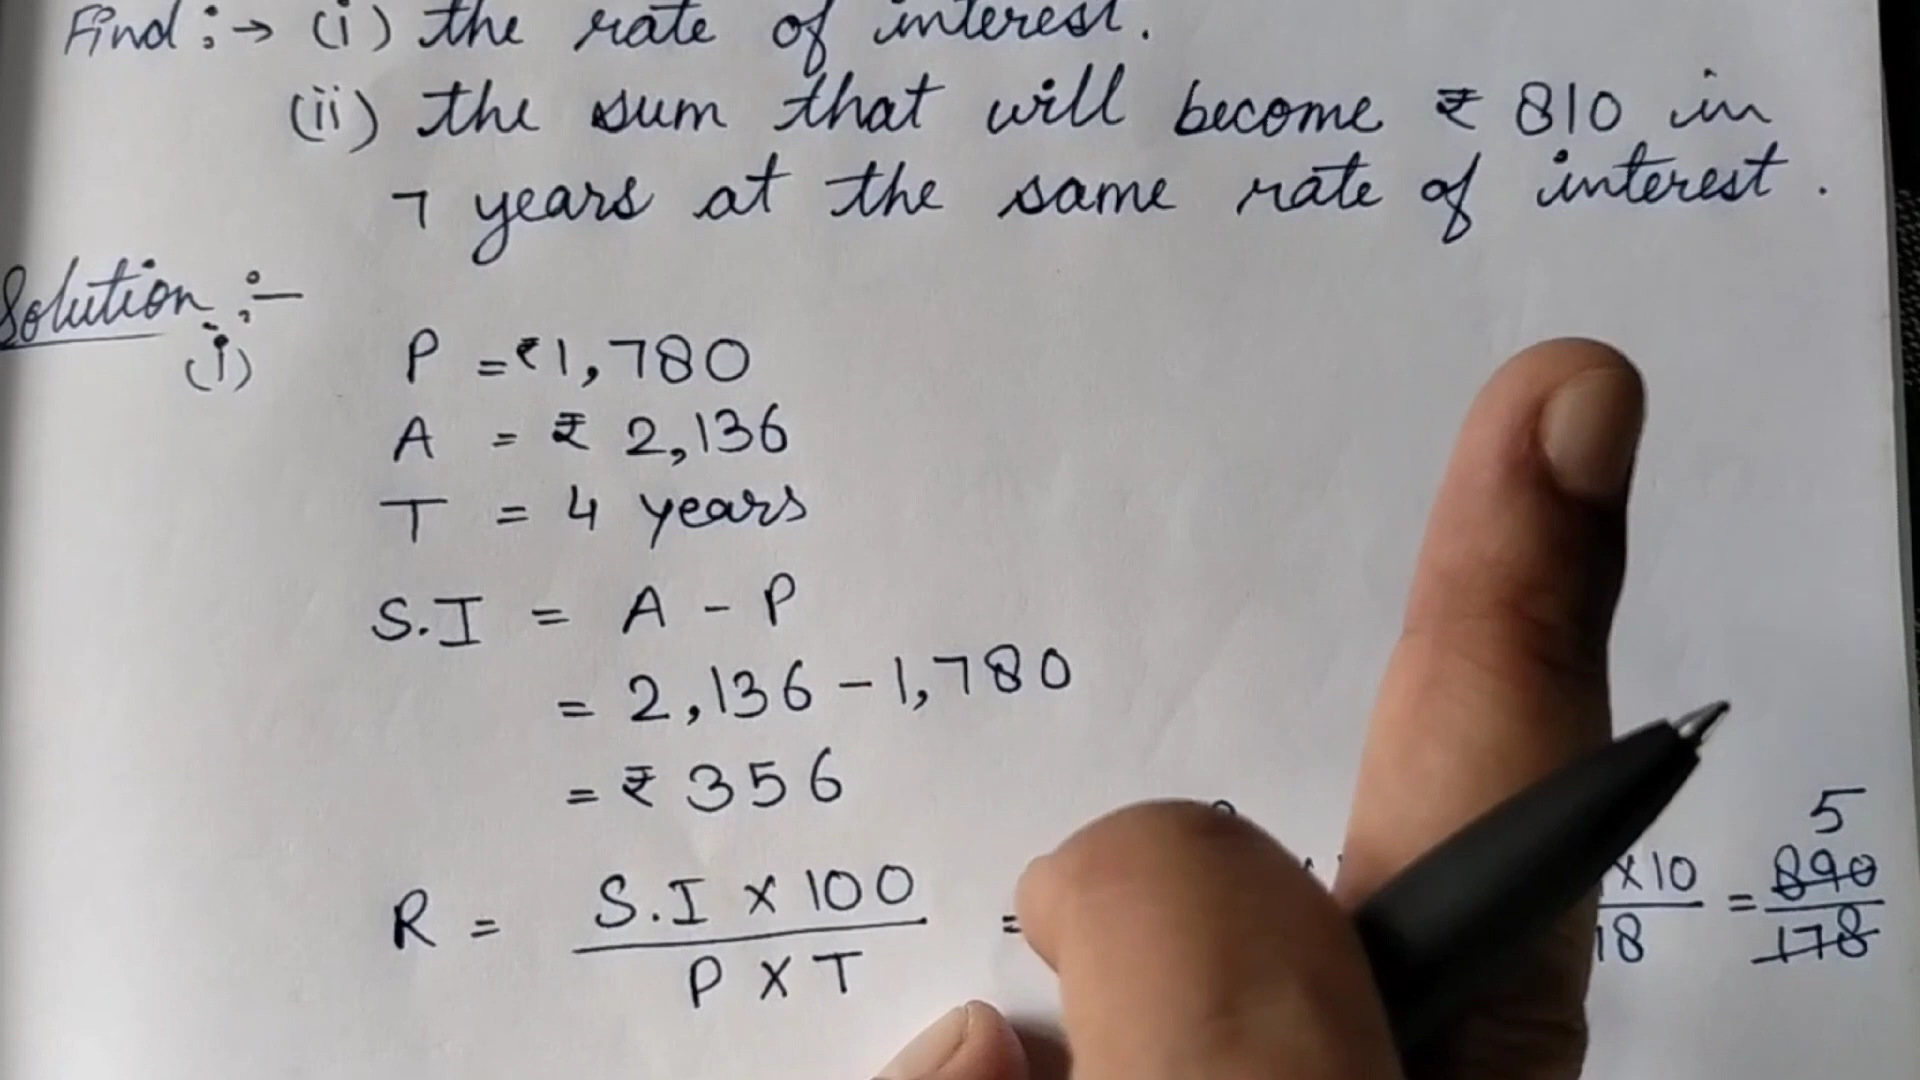 Find :→ (i) the rate of interest.
(ii) the sum that will become ₹ 810 in
7 years at the same rate of interest.
Solution :-
(i) P = ₹1,780
A = ₹ 2,136
T = 4 years
S.I = A - P
= 2,136 - 1,780
= ₹ 356
5
R = S.I x 100 / P x T = x10 / 18 = 890 / 178